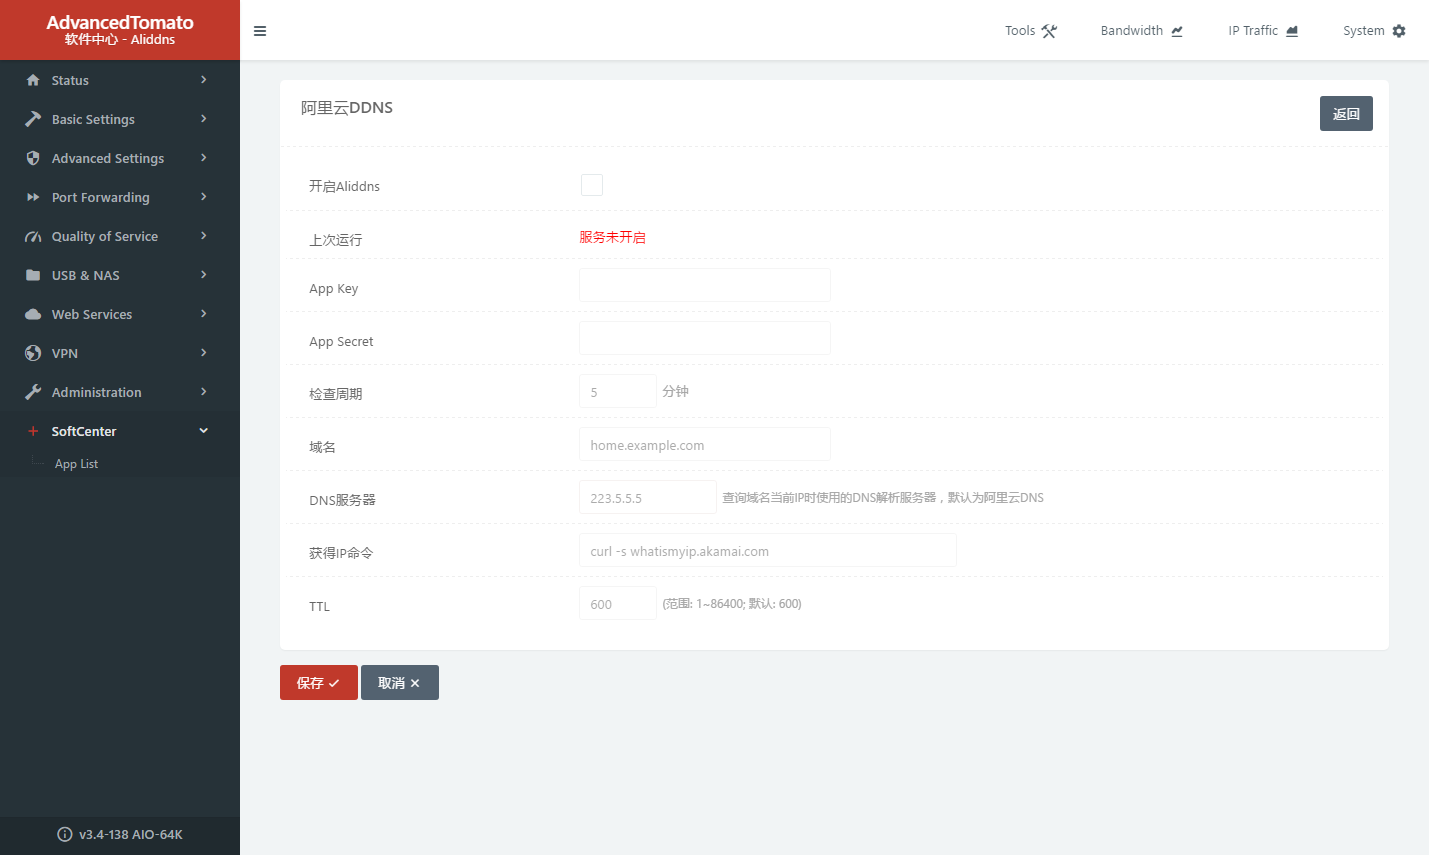 AdvancedTomato
软件中心 - Aliddns
Tools
Bandwidth
IP Traffic
System
Status
Basic Settings
Advanced Settings
Port Forwarding
Quality of Service
USB & NAS
Web Services
VPN
Administration
SoftCenter
App List
v3.4-138 AIO-64K
阿里云DDNS
返回
开启Aliddns
上次运行 服务未开启
App Key
App Secret
检查周期 5 分钟
域名 home.example.com
DNS服务器 223.5.5.5 查询域名当前IP时使用的DNS解析服务器，默认为阿里云DNS
获得IP命令 curl -s whatismyip.akamai.com
TTL 600 (范围: 1~86400; 默认: 600)
保存 取消